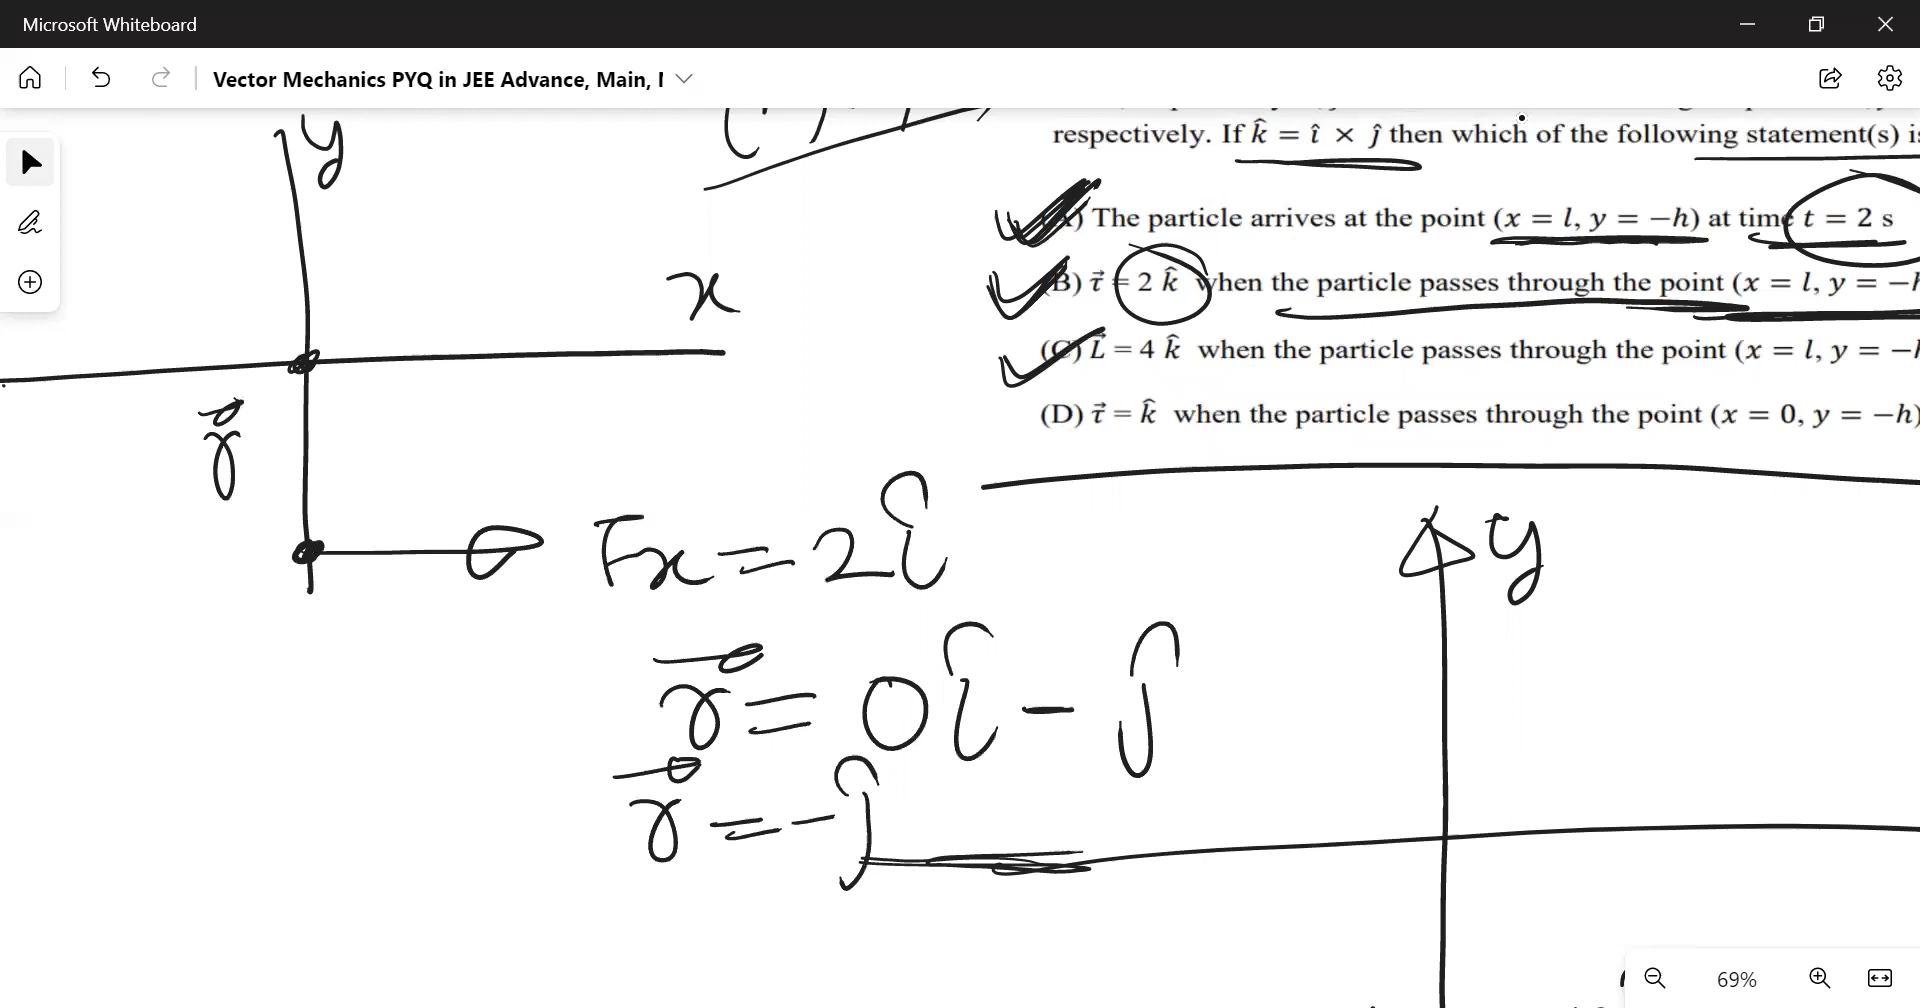 Microsoft Whiteboard
Vector Mechanics PYQ in JEE Advance, Main,
y
x
respectively. If k̂ = î × ĵ then which of the following statement(s) is
The particle arrives at the point (x = l, y = −h) at time t = 2 s
(B) τ⃗ = 2 k̂ when the particle passes through the point (x = l, y = −h
(C) L⃗ = 4 k̂ when the particle passes through the point (x = l, y = −h
(D) τ⃗ = k̂ when the particle passes through the point (x = 0, y = −h)
r⃗
Fx = 2î
y
r⃗ = 0î − ĵ
r⃗ = −ĵ
69%